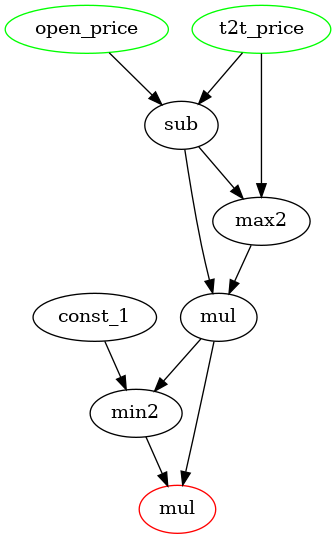 open_price
t2t_price
sub
max2
const_1
mul
min2
mul